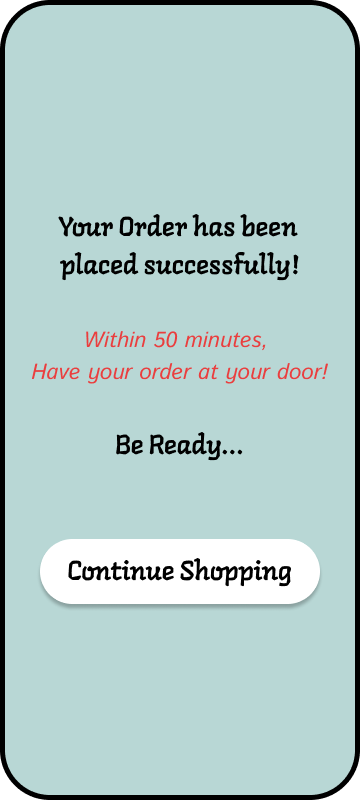 Your Order has been
placed successfully!
Within 50 minutes,
Have your order at your door!
Be Ready...
Continue Shopping